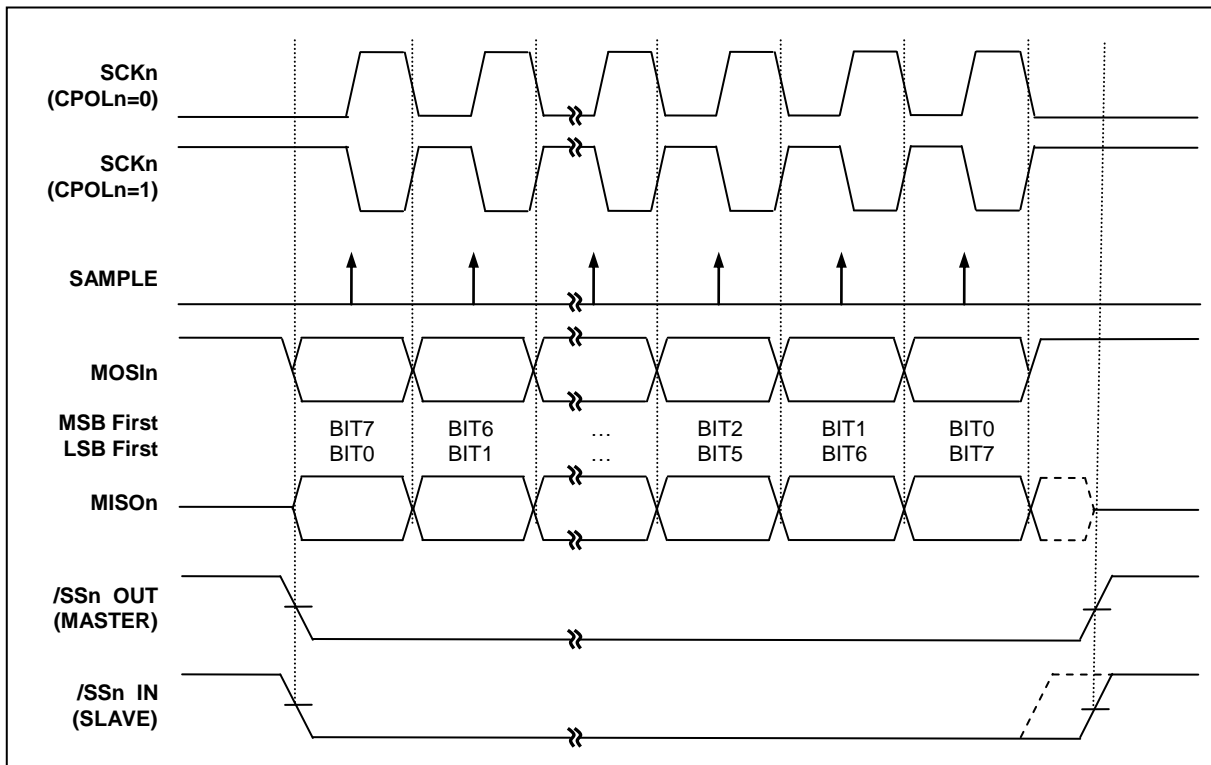 SCKn
(CPOLn=0)
SCKn
(CPOLn=1)
SAMPLE
MOSIn
MSB First BIT7 BIT6 … BIT2 BIT1 BIT0
LSB First BIT0 BIT1 … BIT5 BIT6 BIT7
MISOn
/SSn OUT
(MASTER)
/SSn IN
(SLAVE)